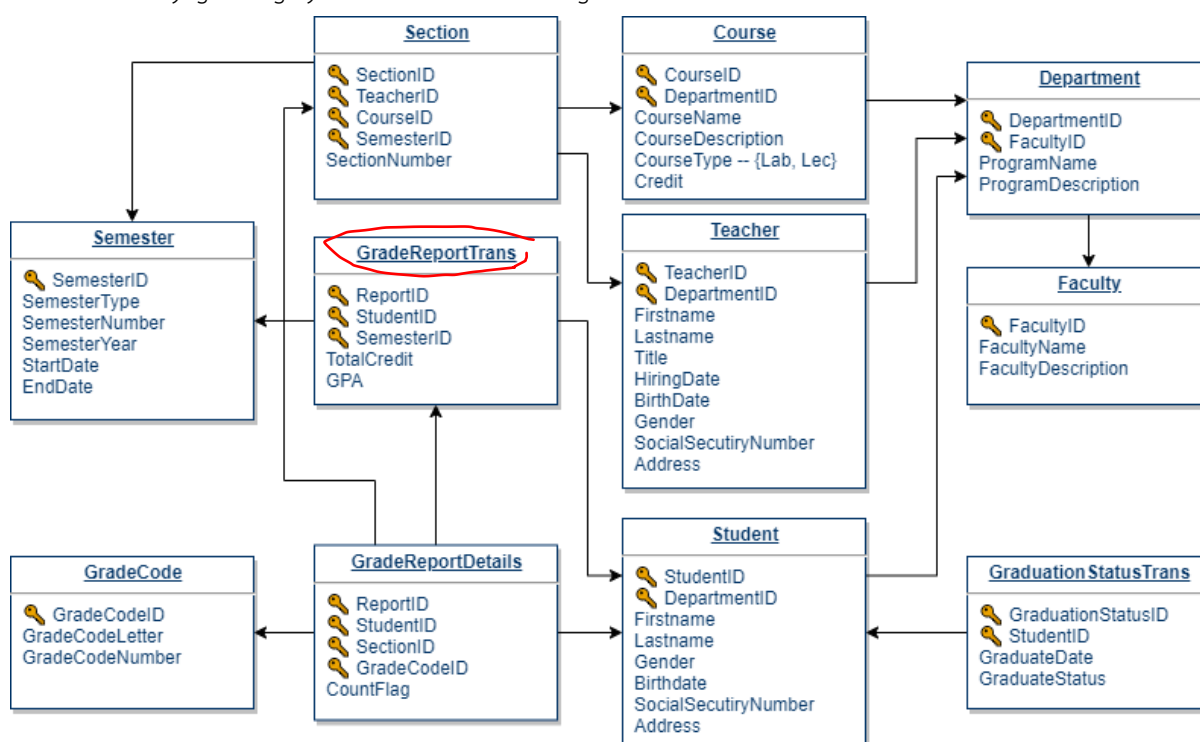 Section
SectionID
TeacherID
CourseID
SemesterID
SectionNumber
Course
CourseID
DepartmentID
CourseName
CourseDescription
CourseType -- {Lab, Lec}
Credit
Department
DepartmentID
FacultyID
ProgramName
ProgramDescription
Semester
SemesterID
SemesterType
SemesterNumber
SemesterYear
StartDate
EndDate
GradeReportTrans
ReportID
StudentID
SemesterID
TotalCredit
GPA
Teacher
TeacherID
DepartmentID
Firstname
Lastname
Title
HiringDate
BirthDate
Gender
SocialSecutiryNumber
Address
Faculty
FacultyID
FacultyName
FacultyDescription
GradeCode
GradeCodeID
GradeCodeLetter
GradeCodeNumber
GradeReportDetails
ReportID
StudentID
SectionID
GradeCodeID
CountFlag
Student
StudentID
DepartmentID
Firstname
Lastname
Gender
Birthdate
SocialSecutiryNumber
Address
GraduationStatusTrans
GraduationStatusID
StudentID
GraduateDate
GraduateStatus